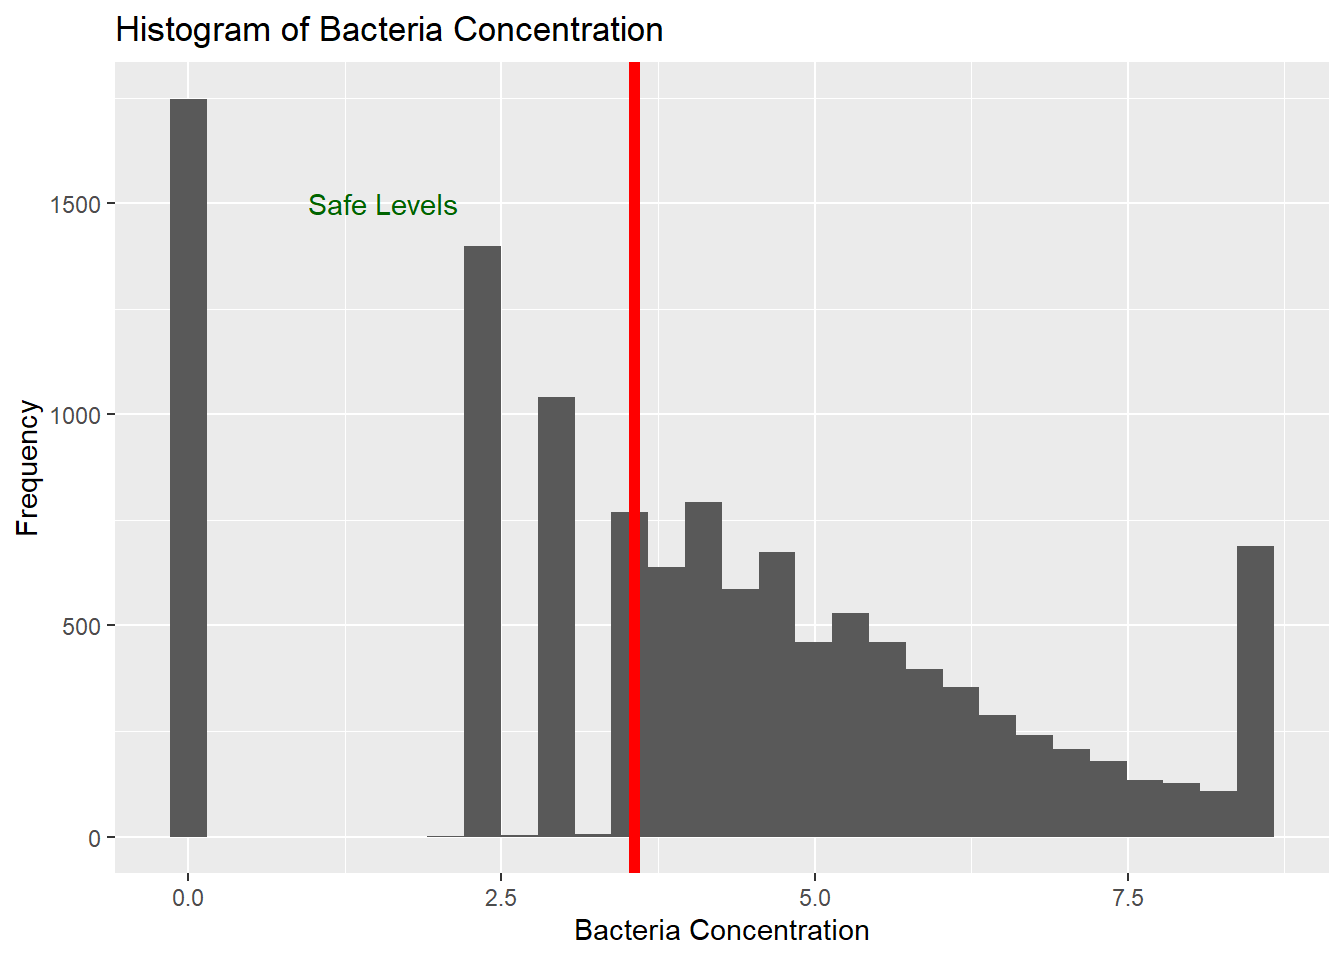 Histogram of Bacteria Concentration
Safe Levels
1500
1000
500
0
Frequency
0.0 2.5 5.0 7.5
Bacteria Concentration